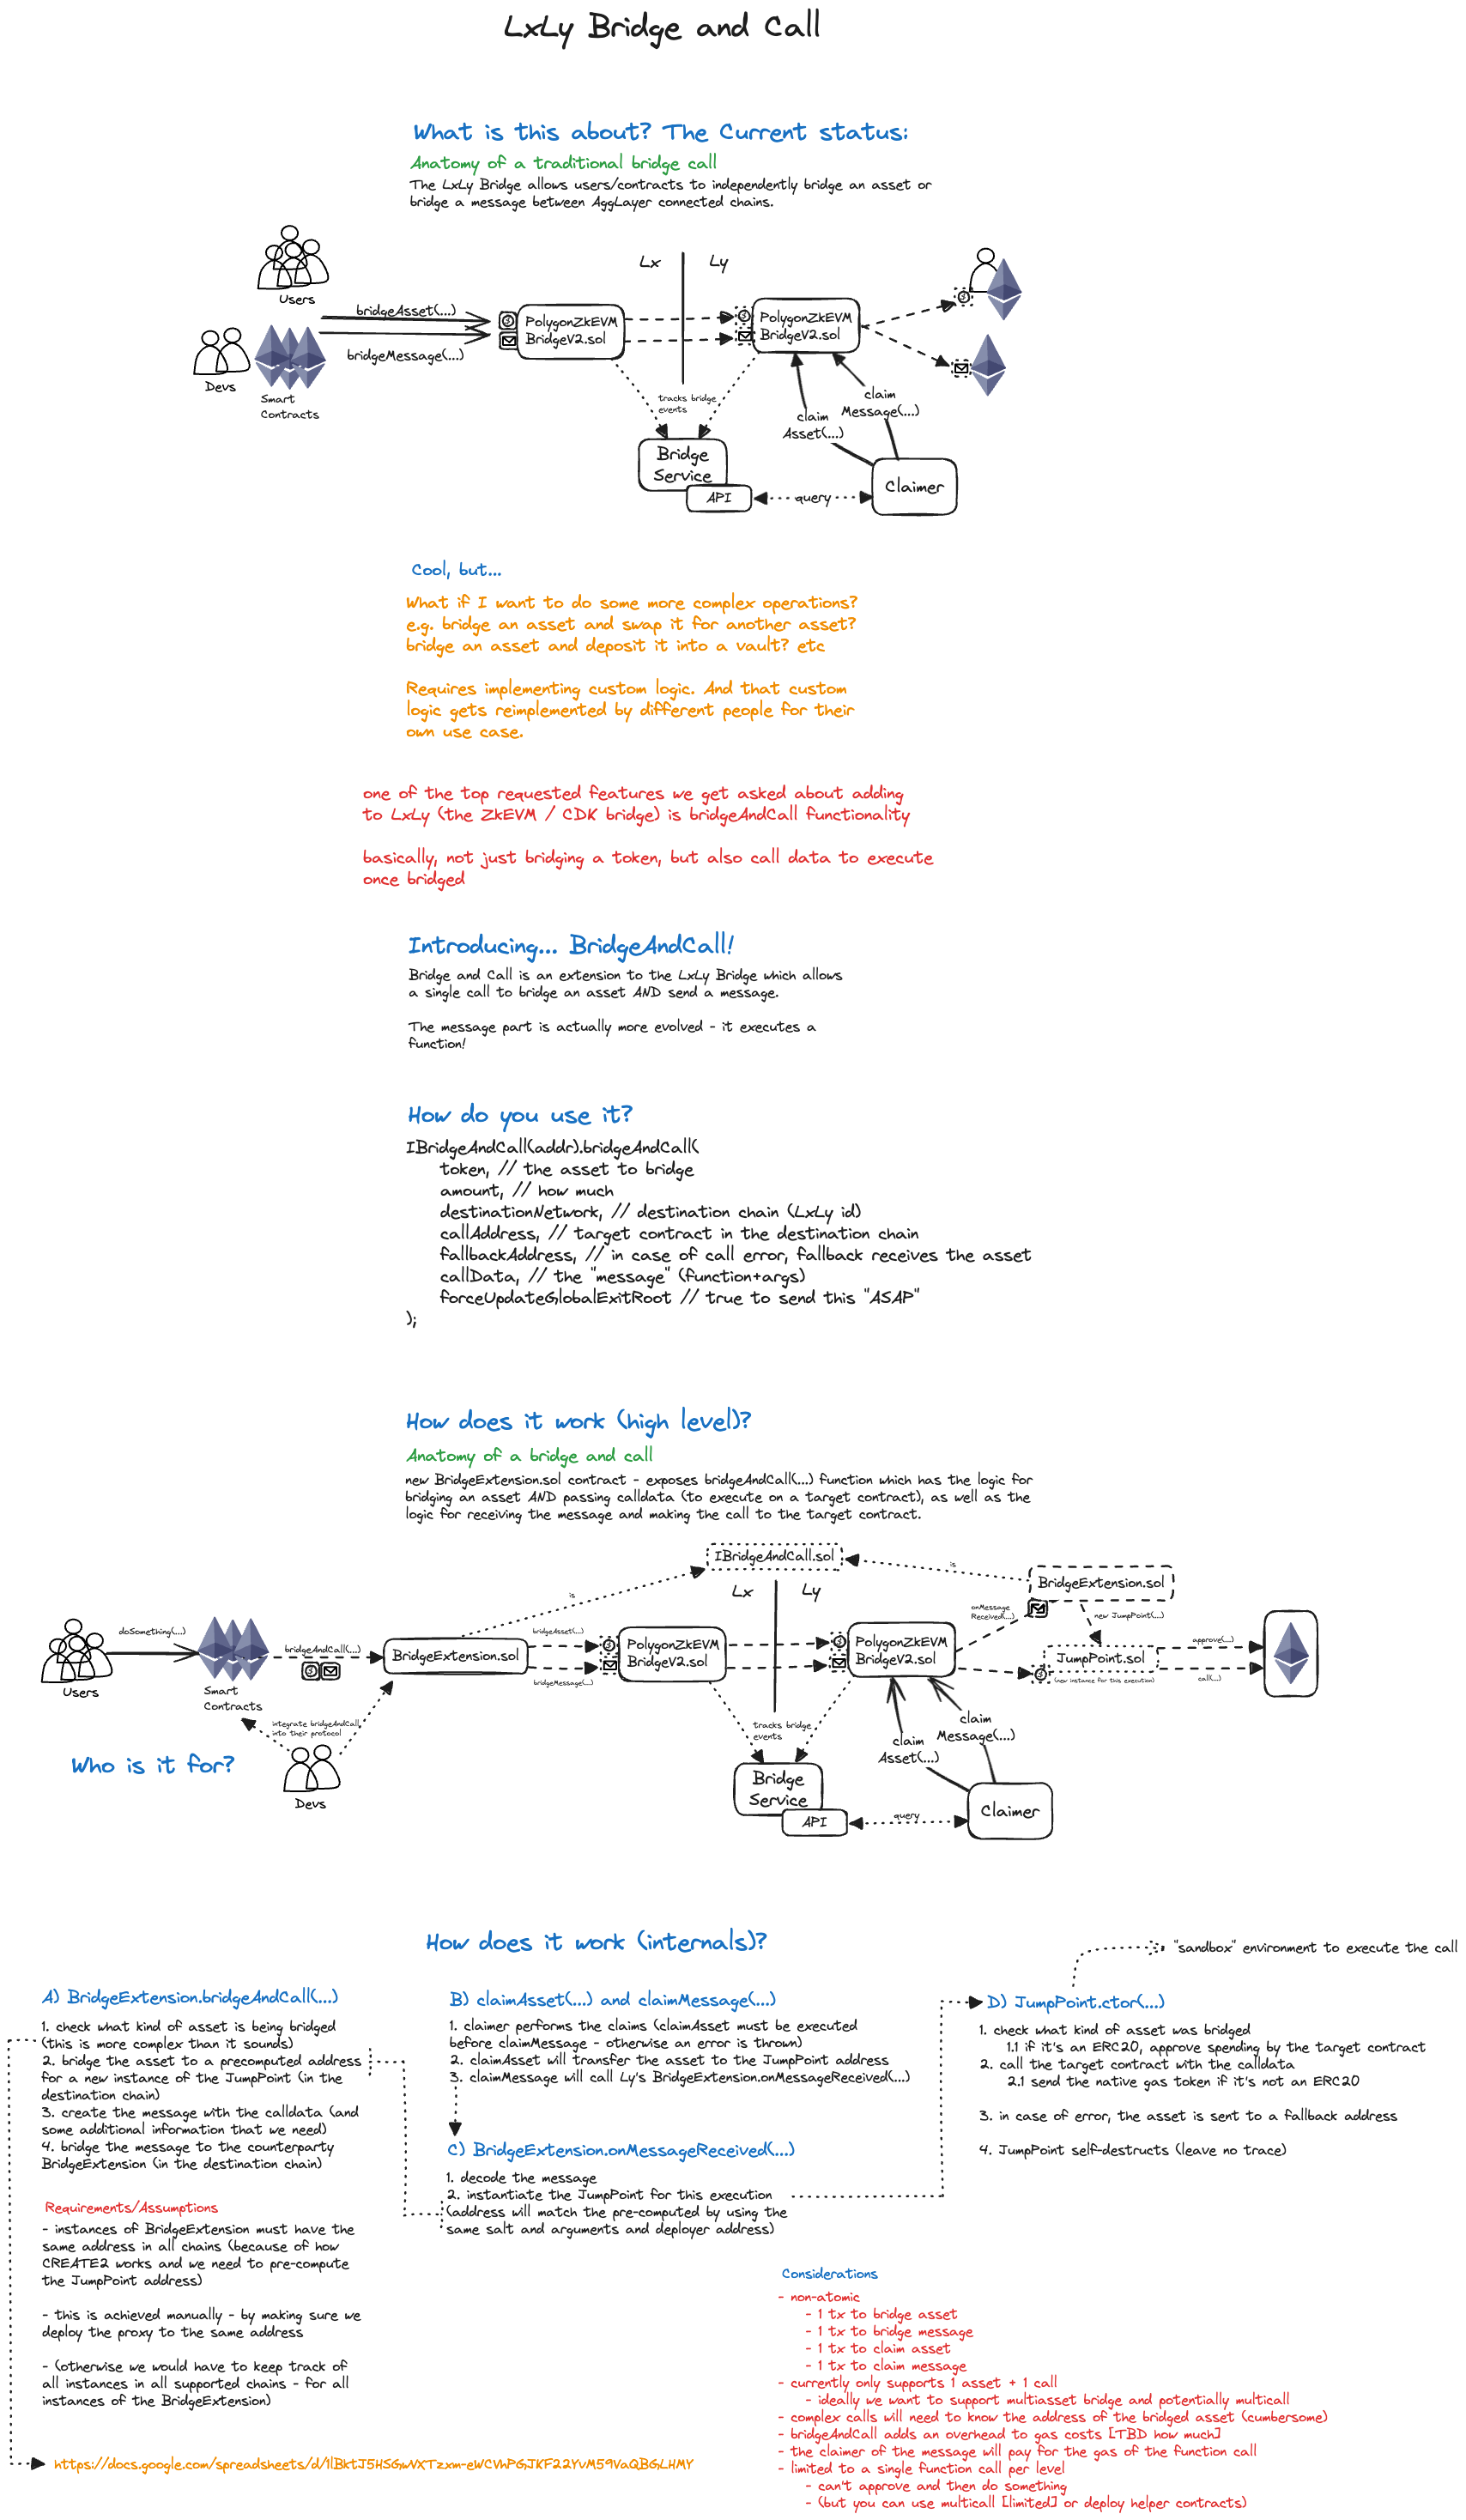 LxLy Bridge and Call
What is this about? The Current status:
Anatomy of a traditional bridge call
The LxLy Bridge allows users/contracts to independently bridge an asset or
bridge a message between AggLayer connected chains.
Users
Devs
Smart
Contracts
bridgeAsset(...)
bridgeMessage(...)
PolygonZkEVM
BridgeV2.sol
Lx
Ly
PolygonZkEVM
BridgeV2.sol
tracks bridge
events
claim
Asset(...)
claim
Message(...)
Bridge
Service
API
query
Claimer
Cool, but...
What if I want to do some more complex operations?
e.g. bridge an asset and swap it for another asset?
bridge an asset and deposit it into a vault? etc
Requires implementing custom logic. And that custom
logic gets reimplemented by different people for their
own use case.
one of the top requested features we get asked about adding
to LxLy (the ZkEVM / CDK bridge) is bridgeAndCall functionality
basically, not just bridging a token, but also call data to execute
once bridged
Introducing... BridgeAndCall!
Bridge and Call is an extension to the LxLy Bridge which allows
a single call to bridge an asset AND send a message.
The message part is actually more evolved - it executes a
function!
How do you use it?
IBridgeAndCall(addr).bridgeAndCall(
token, // the asset to bridge
amount, // how much
destinationNetwork, // destination chain (LxLy id)
callAddress, // target contract in the destination chain
fallbackAddress, // in case of call error, fallback receives the asset
callData, // the "message" (function+args)
forceUpdateGlobalExitRoot // true to send this "ASAP"
);
How does it work (high level)?
Anatomy of a bridge and call
new BridgeExtension.sol contract - exposes bridgeAndCall(...) function which has the logic for
bridging an asset AND passing calldata (to execute on a target contract), as well as the
logic for receiving the message and making the call to the target contract.
IBridgeAndCall.sol
is
is
Lx
Ly
BridgeExtension.sol
Users
doSomething(...)
Smart
Contracts
bridgeAndCall(...)
BridgeExtension.sol
bridgeAsset(...)
bridgeMessage(...)
PolygonZkEVM
BridgeV2.sol
PolygonZkEVM
BridgeV2.sol
onMessage
Received(...)
new JumpPoint(...)
JumpPoint.sol
(new instance for this execution)
approve(...)
call(...)
integrate bridgeAndCall
into their protocol
Who is it for?
Devs
tracks bridge
events
claim
Asset(...)
claim
Message(...)
Bridge
Service
API
query
Claimer
How does it work (internals)?
"sandbox" environment to execute the call
A) BridgeExtension.bridgeAndCall(...)
1. check what kind of asset is being bridged
(this is more complex than it sounds)
2. bridge the asset to a precomputed address
for a new instance of the JumpPoint (in the
destination chain)
3. create the message with the calldata (and
some additional information that we need)
4. bridge the message to the counterparty
BridgeExtension (in the destination chain)
Requirements/Assumptions
- instances of BridgeExtension must have the
same address in all chains (because of how
CREATE2 works and we need to pre-compute
the JumpPoint address)
- this is achieved manually - by making sure we
deploy the proxy to the same address
- (otherwise we would have to keep track of
all instances in all supported chains - for all
instances of the BridgeExtension)
B) claimAsset(...) and claimMessage(...)
1. claimer performs the claims (claimAsset must be executed
before claimMessage - otherwise an error is thrown)
2. claimAsset will transfer the asset to the JumpPoint address
3. claimMessage will call Ly's BridgeExtension.onMessageReceived(...)
C) BridgeExtension.onMessageReceived(...)
1. decode the message
2. instantiate the JumpPoint for this execution
(address will match the pre-computed by using the
same salt and arguments and deployer address)
D) JumpPoint.ctor(...)
1. check what kind of asset was bridged
1.1 if it's an ERC20, approve spending by the target contract
2. call the target contract with the calldata
2.1 send the native gas token if it's not an ERC20
3. in case of error, the asset is sent to a fallback address
4. JumpPoint self-destructs (leave no trace)
Considerations
- non-atomic
- 1 tx to bridge asset
- 1 tx to bridge message
- 1 tx to claim asset
- 1 tx to claim message
- currently only supports 1 asset + 1 call
- ideally we want to support multiasset bridge and potentially multicall
- complex calls will need to know the address of the bridged asset (cumbersome)
- bridgeAndCall adds an overhead to gas costs [TBD how much]
- the claimer of the message will pay for the gas of the function call
- limited to a single function call per level
- can't approve and then do something
- (but you can use multicall [limited] or deploy helper contracts)